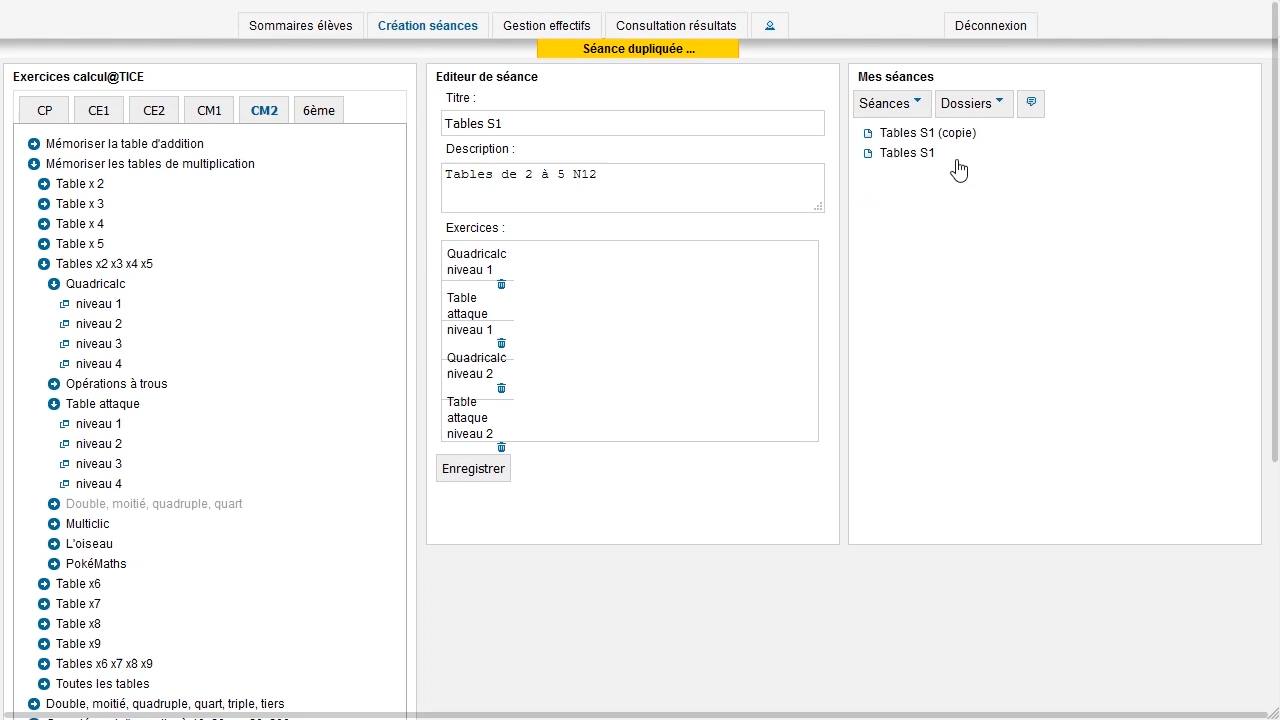 Sommaires élèves
Création séances
Gestion effectifs
Consultation résultats
Déconnexion
Séance dupliquée ...
Exercices calcul@TICE
CP
CE1
CE2
CM1
CM2
6ème
Mémoriser la table d'addition
Mémoriser les tables de multiplication
Table x 2
Table x 3
Table x 4
Table x 5
Tables x2 x3 x4 x5
Quadricalc
niveau 1
niveau 2
niveau 3
niveau 4
Opérations à trous
Table attaque
niveau 1
niveau 2
niveau 3
niveau 4
Double, moitié, quadruple, quart
Multiclic
L'oiseau
PokéMaths
Table x6
Table x7
Table x8
Table x9
Tables x6 x7 x8 x9
Toutes les tables
Double, moitié, quadruple, quart, triple, tiers
Editeur de séance
Titre :
Tables S1
Description :
Tables de 2 à 5 N12
Exercices :
Quadricalc
niveau 1
Table
attaque
niveau 1
Quadricalc
niveau 2
Table
attaque
niveau 2
Enregistrer
Mes séances
Séances
Dossiers
Tables S1 (copie)
Tables S1